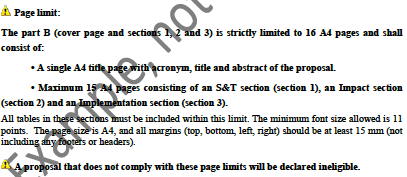 Page limit:
The part B (cover page and sections 1, 2 and 3) is strictly limited to 16 A4 pages and shall
consist of:
• A single A4 title page with acronym, title and abstract of the proposal.
• Maximum 15 A4 pages consisting of an S&T section (section 1), an Impact section
(section 2) and an Implementation section (section 3).
All tables in these sections must be included within this limit. The minimum font size allowed is 11
points. The page size is A4, and all margins (top, bottom, left, right) should be at least 15 mm (not
including any footers or headers).
A proposal that does not comply with these page limits will be declared ineligible.
Example, not